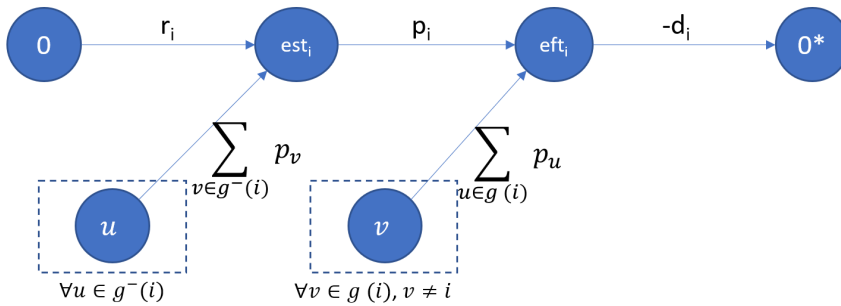 0 r_i est_i p_i eft_i -d_i 0*
∑ p_v
v∈g⁻(i)
∑ p_u
u∈g (i)
u v
∀u ∈ g⁻(i) ∀v ∈ g (i), v ≠ i